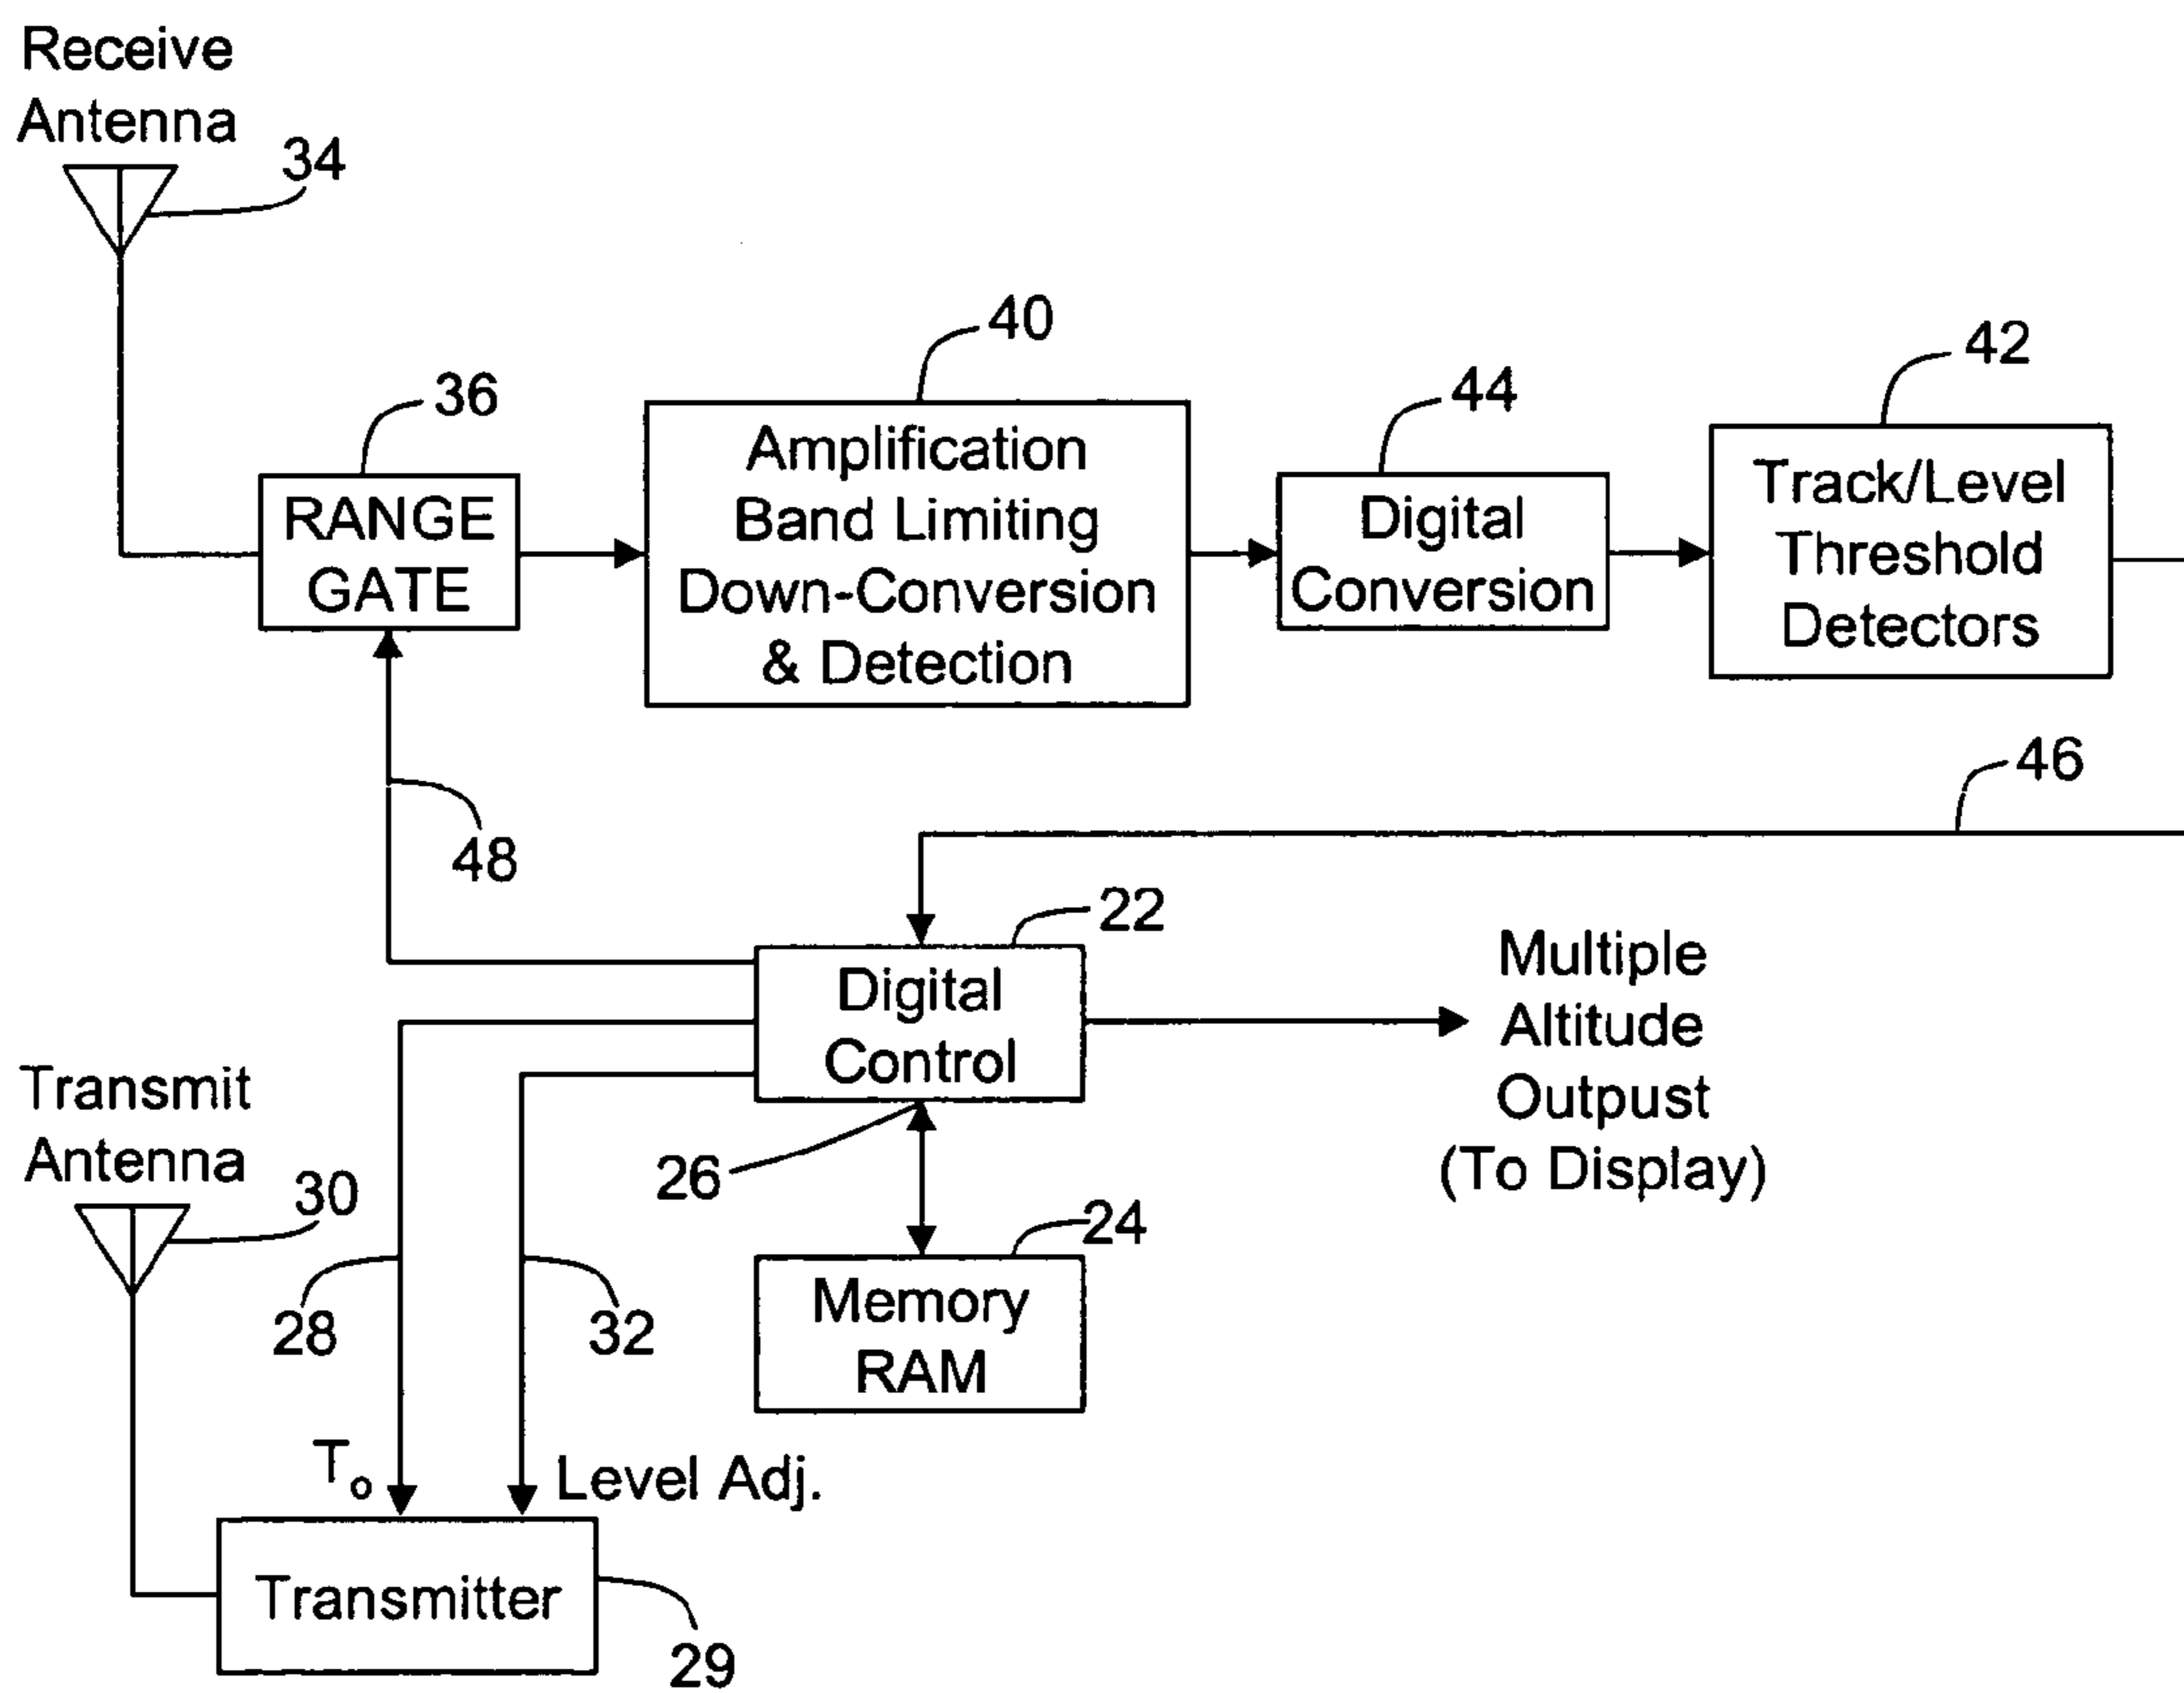 Receive
Antenna
34
40
42
44
36
RANGE
GATE
Amplification
Band Limiting
Down-Conversion
& Detection
Digital
Conversion
Track/Level
Threshold
Detectors
46
48
22
Digital
Control
Multiple
Altitude
Outpust
(To Display)
Transmit
Antenna
30
26
24
28
32
Memory
RAM
To
Level Adj.
Transmitter
29